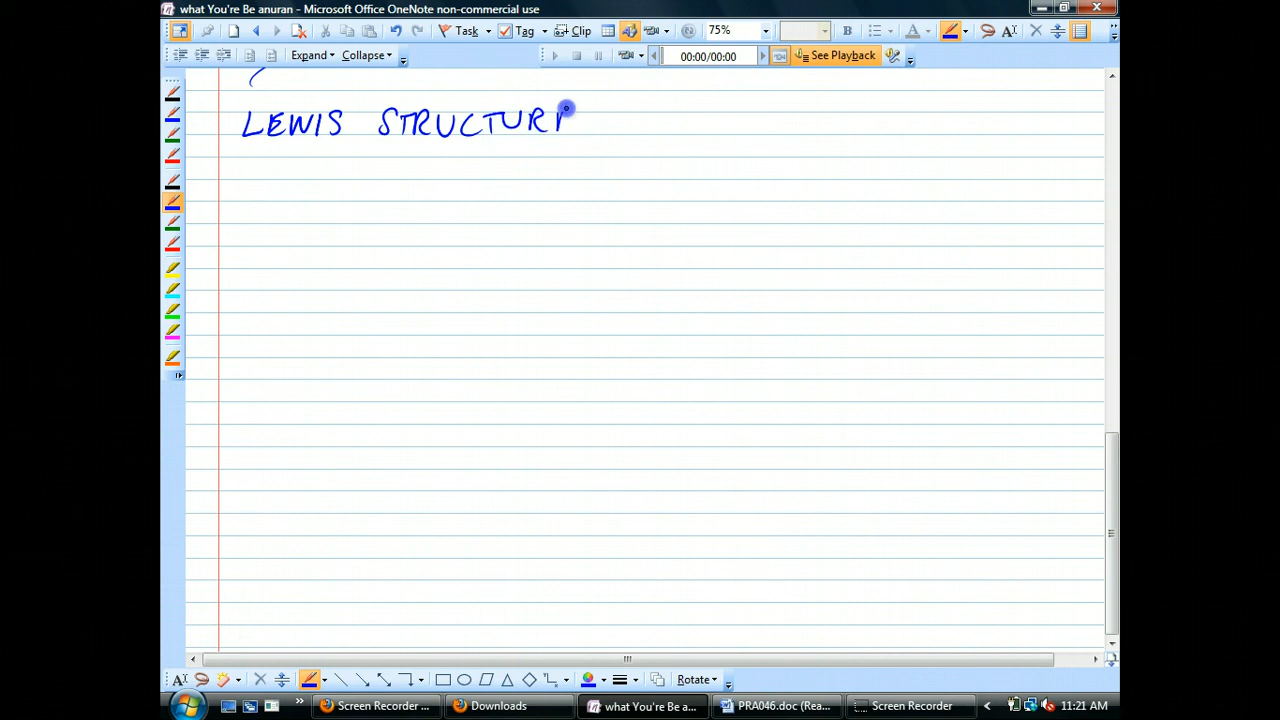 what You're Be anuran - Microsoft Office OneNote non-commercial use
Task Tag Clip 75% B A
Expand Collapse 00:00/00:00 See Playback
LEWIS STRUCTUR
Rotate
Screen Recorder ... Downloads what You're Be a... PRA046.doc (Rea... Screen Recorder 11:21 AM